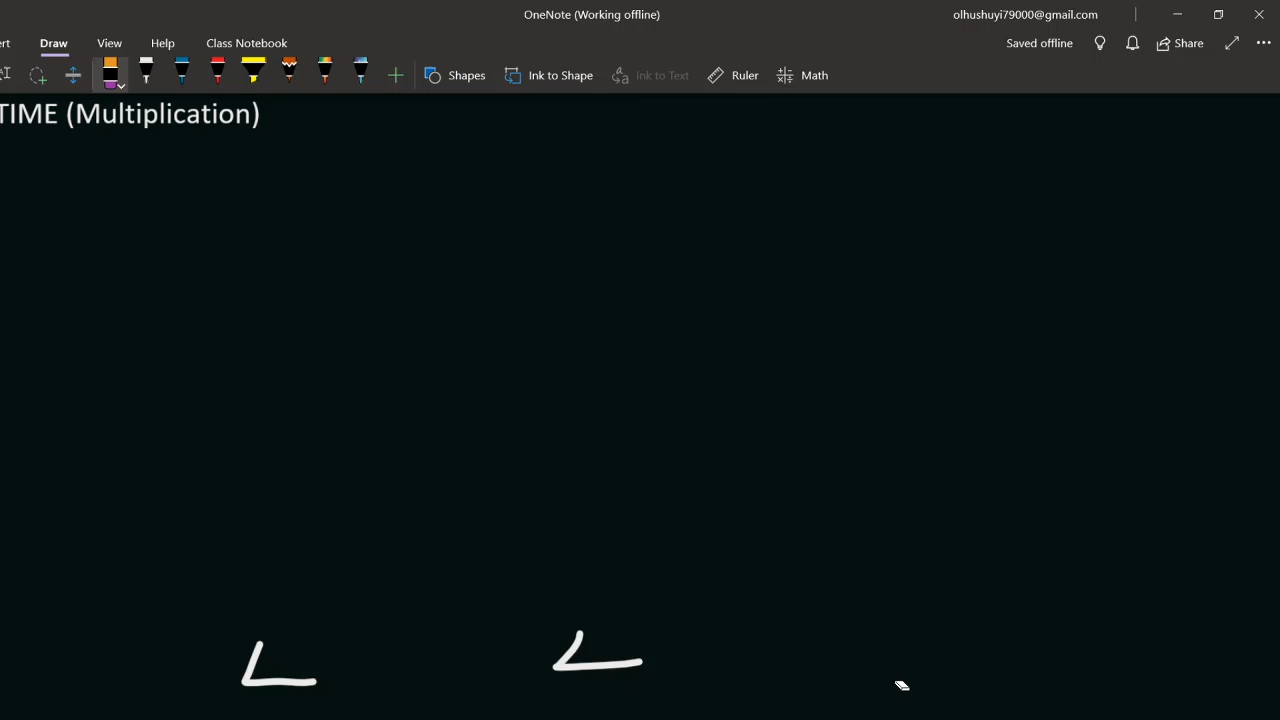 OneNote (Working offline) olhushuyi79000@gmail.com
ert Draw View Help Class Notebook Saved offline Share
Shapes Ink to Shape Ink to Text Ruler Math
TIME (Multiplication)